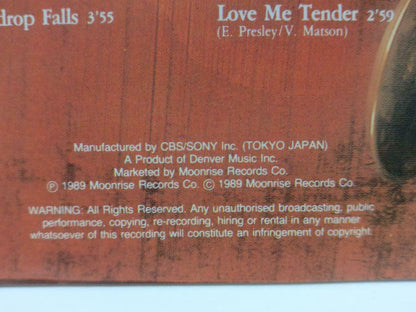 drop Falls 3'55
Love Me Tender 2'59
(E. Presley/V. Matson)
Manufactured by CBS/SONY Inc. (TOKYO JAPAN)
A Product of Denver Music Inc.
Marketed by Moonrise Records Co.
Ⓟ 1989 Moonrise Records Co. Ⓒ 1989 Moonrise Records Co.
WARNING: All Rights Reserved. Any unauthorised broadcasting, public
performance, copying, re-recording, hiring or rental in any manner
whatsoever of this recording will constitute an infringement of copyright.